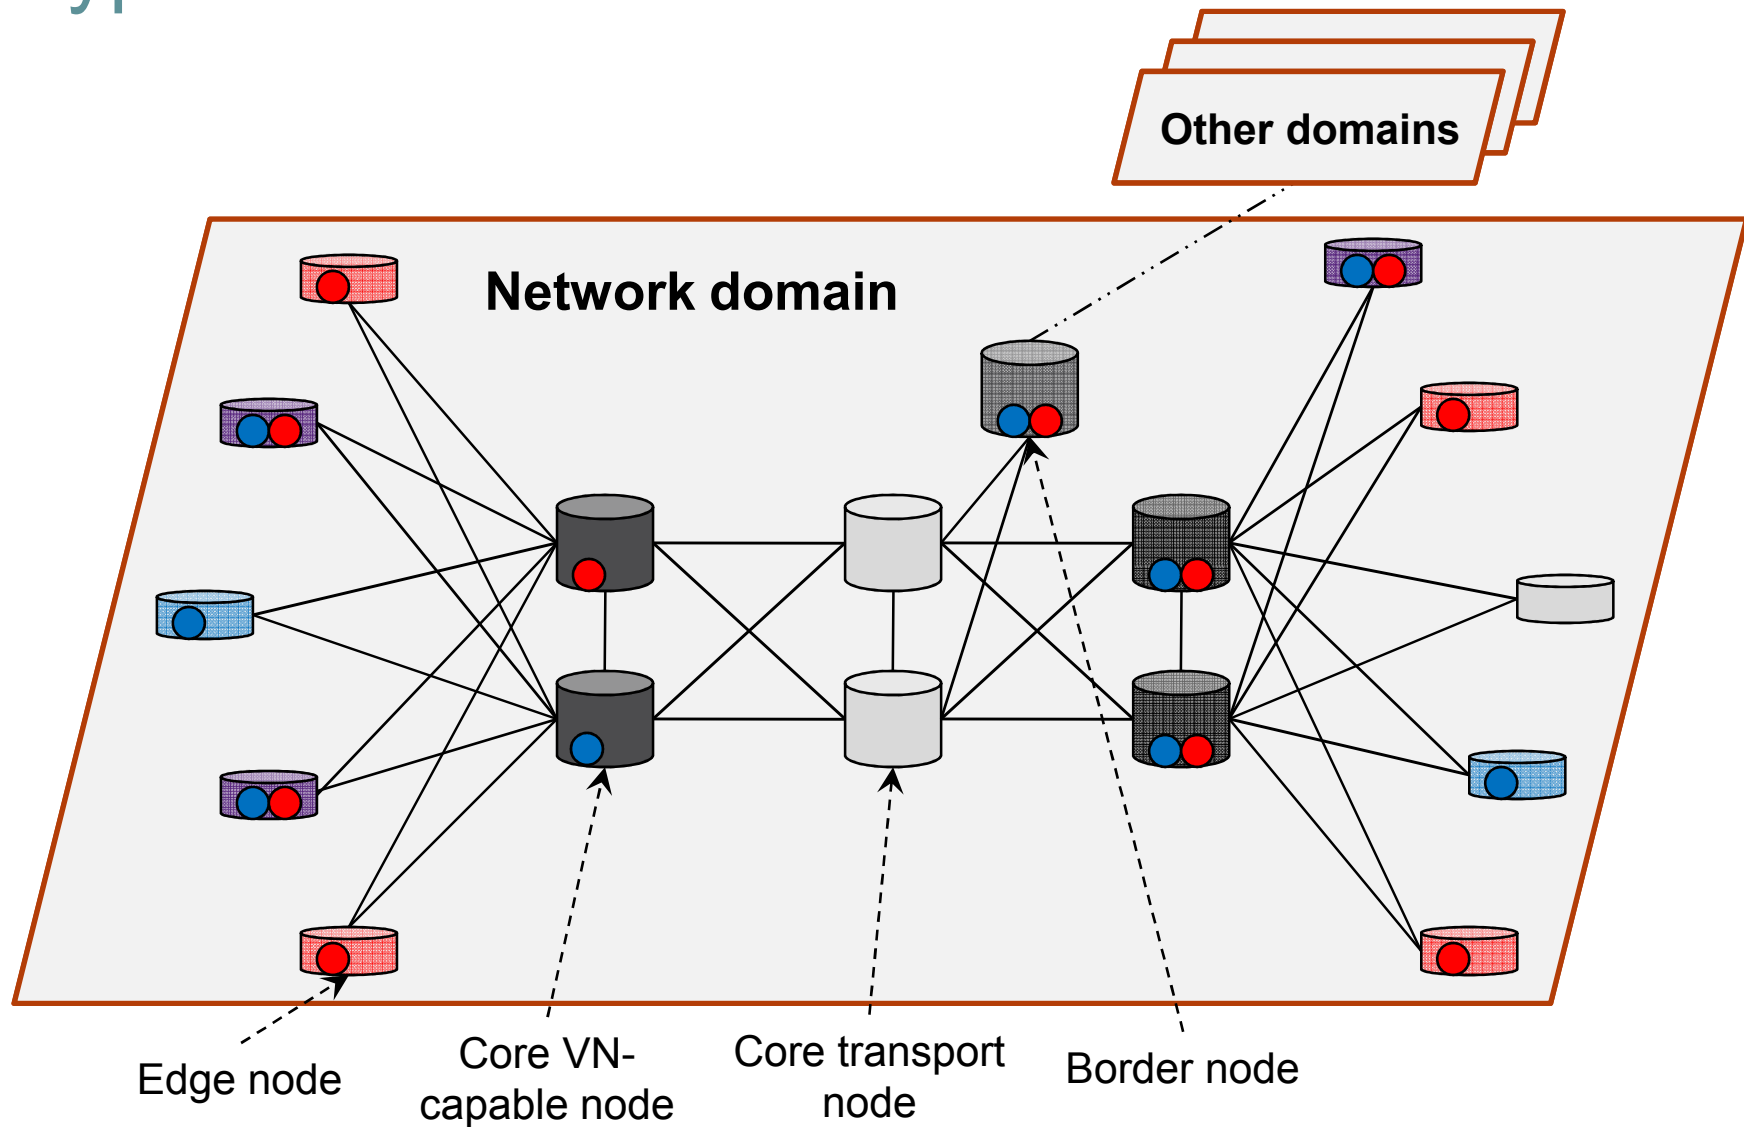 Other domains
Network domain
Edge node
Core VN-
capable node
Core transport
node
Border node